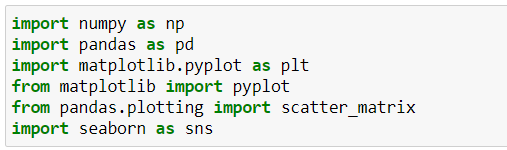 import numpy as np
import pandas as pd
import matplotlib.pyplot as plt
from matplotlib import pyplot
from pandas.plotting import scatter_matrix
import seaborn as sns